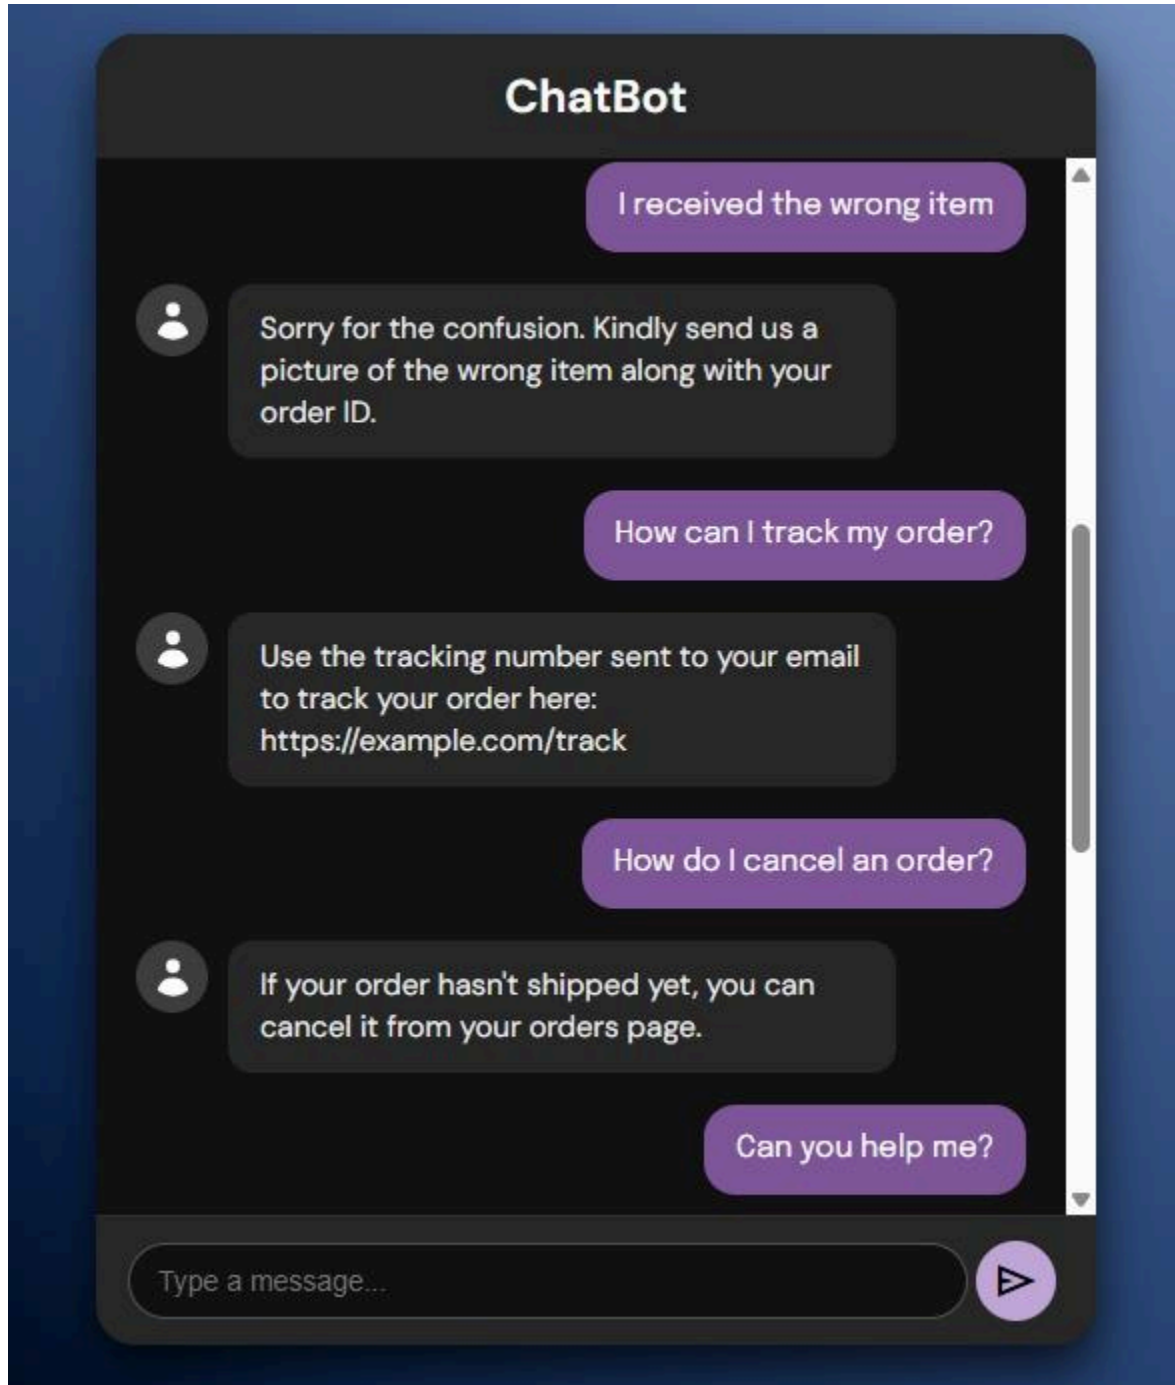 ChatBot
I received the wrong item
Sorry for the confusion. Kindly send us a
picture of the wrong item along with your
order ID.
How can I track my order?
Use the tracking number sent to your email
to track your order here:
https://example.com/track
How do I cancel an order?
If your order hasn't shipped yet, you can
cancel it from your orders page.
Can you help me?
Type a message...